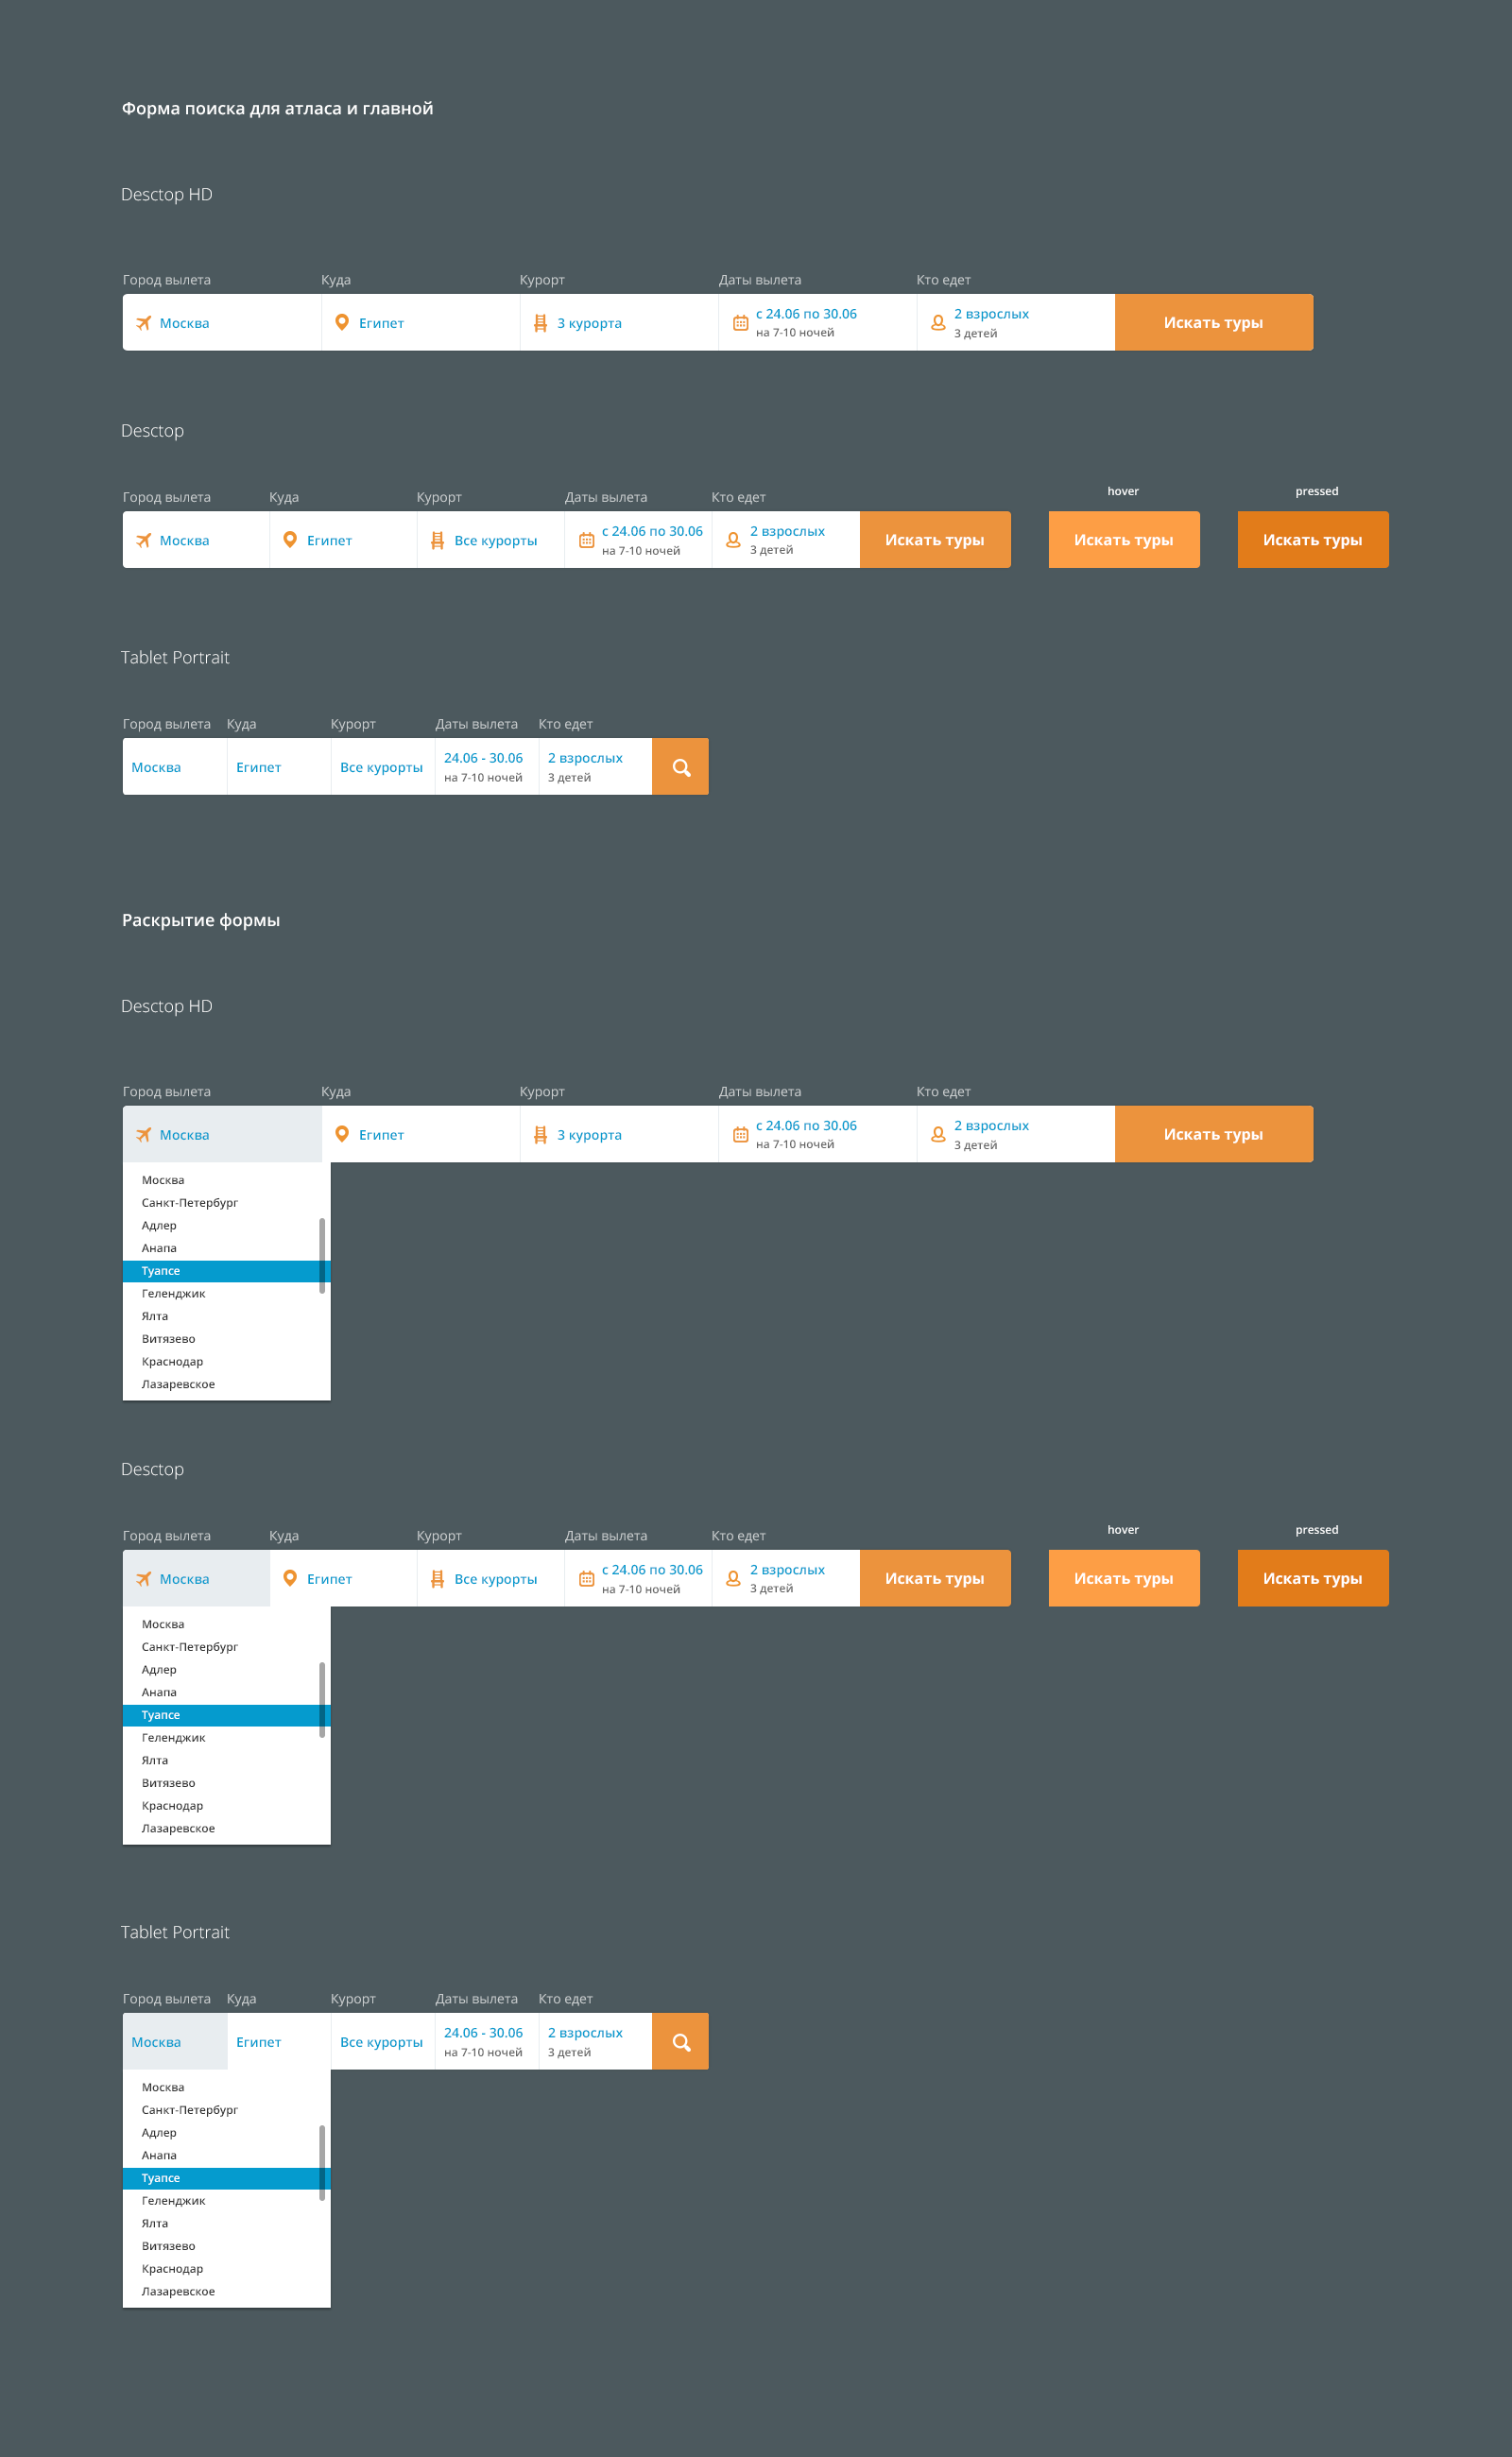 Форма поиска для атласа и главной
Desctop HD
Город вылета Куда Курорт Даты вылета Кто едет
Москва Египет 3 курорта с 24.06 по 30.06 2 взрослых Искать туры
на 7-10 ночей 3 детей
Desctop
Город вылета Куда Курорт Даты вылета Кто едет hover pressed
Москва Египет Все курорты с 24.06 по 30.06 2 взрослых Искать туры Искать туры Искать туры
на 7-10 ночей 3 детей
Tablet Portrait
Город вылета Куда Курорт Даты вылета Кто едет
Москва Египет Все курорты 24.06 - 30.06 2 взрослых
на 7-10 ночей 3 детей
Раскрытие формы
Desctop HD
Город вылета Куда Курорт Даты вылета Кто едет
Москва Египет 3 курорта с 24.06 по 30.06 2 взрослых Искать туры
на 7-10 ночей 3 детей
Москва
Санкт-Петербург
Адлер
Анапа
Туапсе
Геленджик
Ялта
Витязево
Краснодар
Лазаревское
Desctop
Город вылета Куда Курорт Даты вылета Кто едет hover pressed
Москва Египет Все курорты с 24.06 по 30.06 2 взрослых Искать туры Искать туры Искать туры
на 7-10 ночей 3 детей
Москва
Санкт-Петербург
Адлер
Анапа
Туапсе
Геленджик
Ялта
Витязево
Краснодар
Лазаревское
Tablet Portrait
Город вылета Куда Курорт Даты вылета Кто едет
Москва Египет Все курорты 24.06 - 30.06 2 взрослых
на 7-10 ночей 3 детей
Москва
Санкт-Петербург
Адлер
Анапа
Туапсе
Геленджик
Ялта
Витязево
Краснодар
Лазаревское